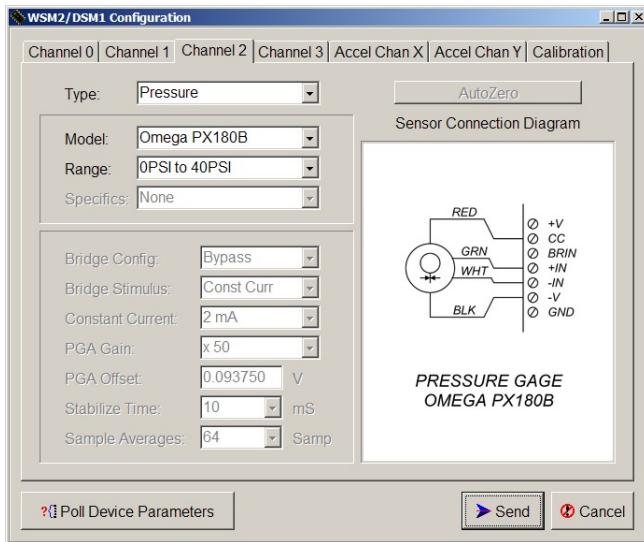 WSM2/DSM1 Configuration
Channel 0 Channel 1 Channel 2 Channel 3 Accel Chan X Accel Chan Y Calibration
Type: Pressure
AutoZero
Model: Omega PX180B
Range: 0PSI to 40PSI
Specifics: None
Bridge Config: Bypass
Bridge Stimulus: Const Curr
Constant Current: 2 mA
PGA Gain: x 50
PGA Offset: 0.093750 V
Stabilize Time: 10 mS
Sample Averages: 64 Samp
Sensor Connection Diagram
RED
GRN
WHT
BLK
+V
CC
BRIN
+IN
-IN
-V
GND
PRESSURE GAGE
OMEGA PX180B
?{} Poll Device Parameters
Send
Cancel